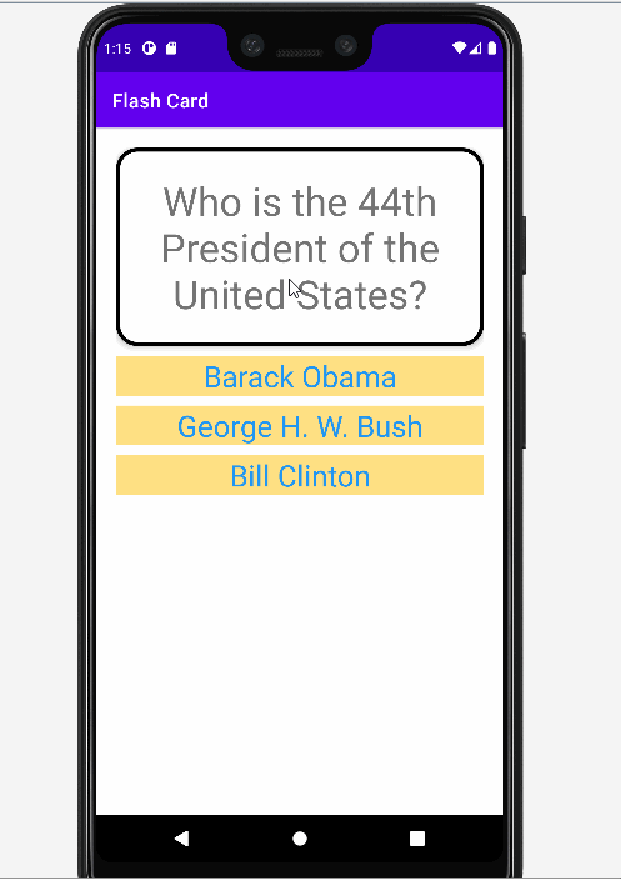 1:15
Flash Card
Who is the 44th
President of the
United States?
Barack Obama
George H. W. Bush
Bill Clinton